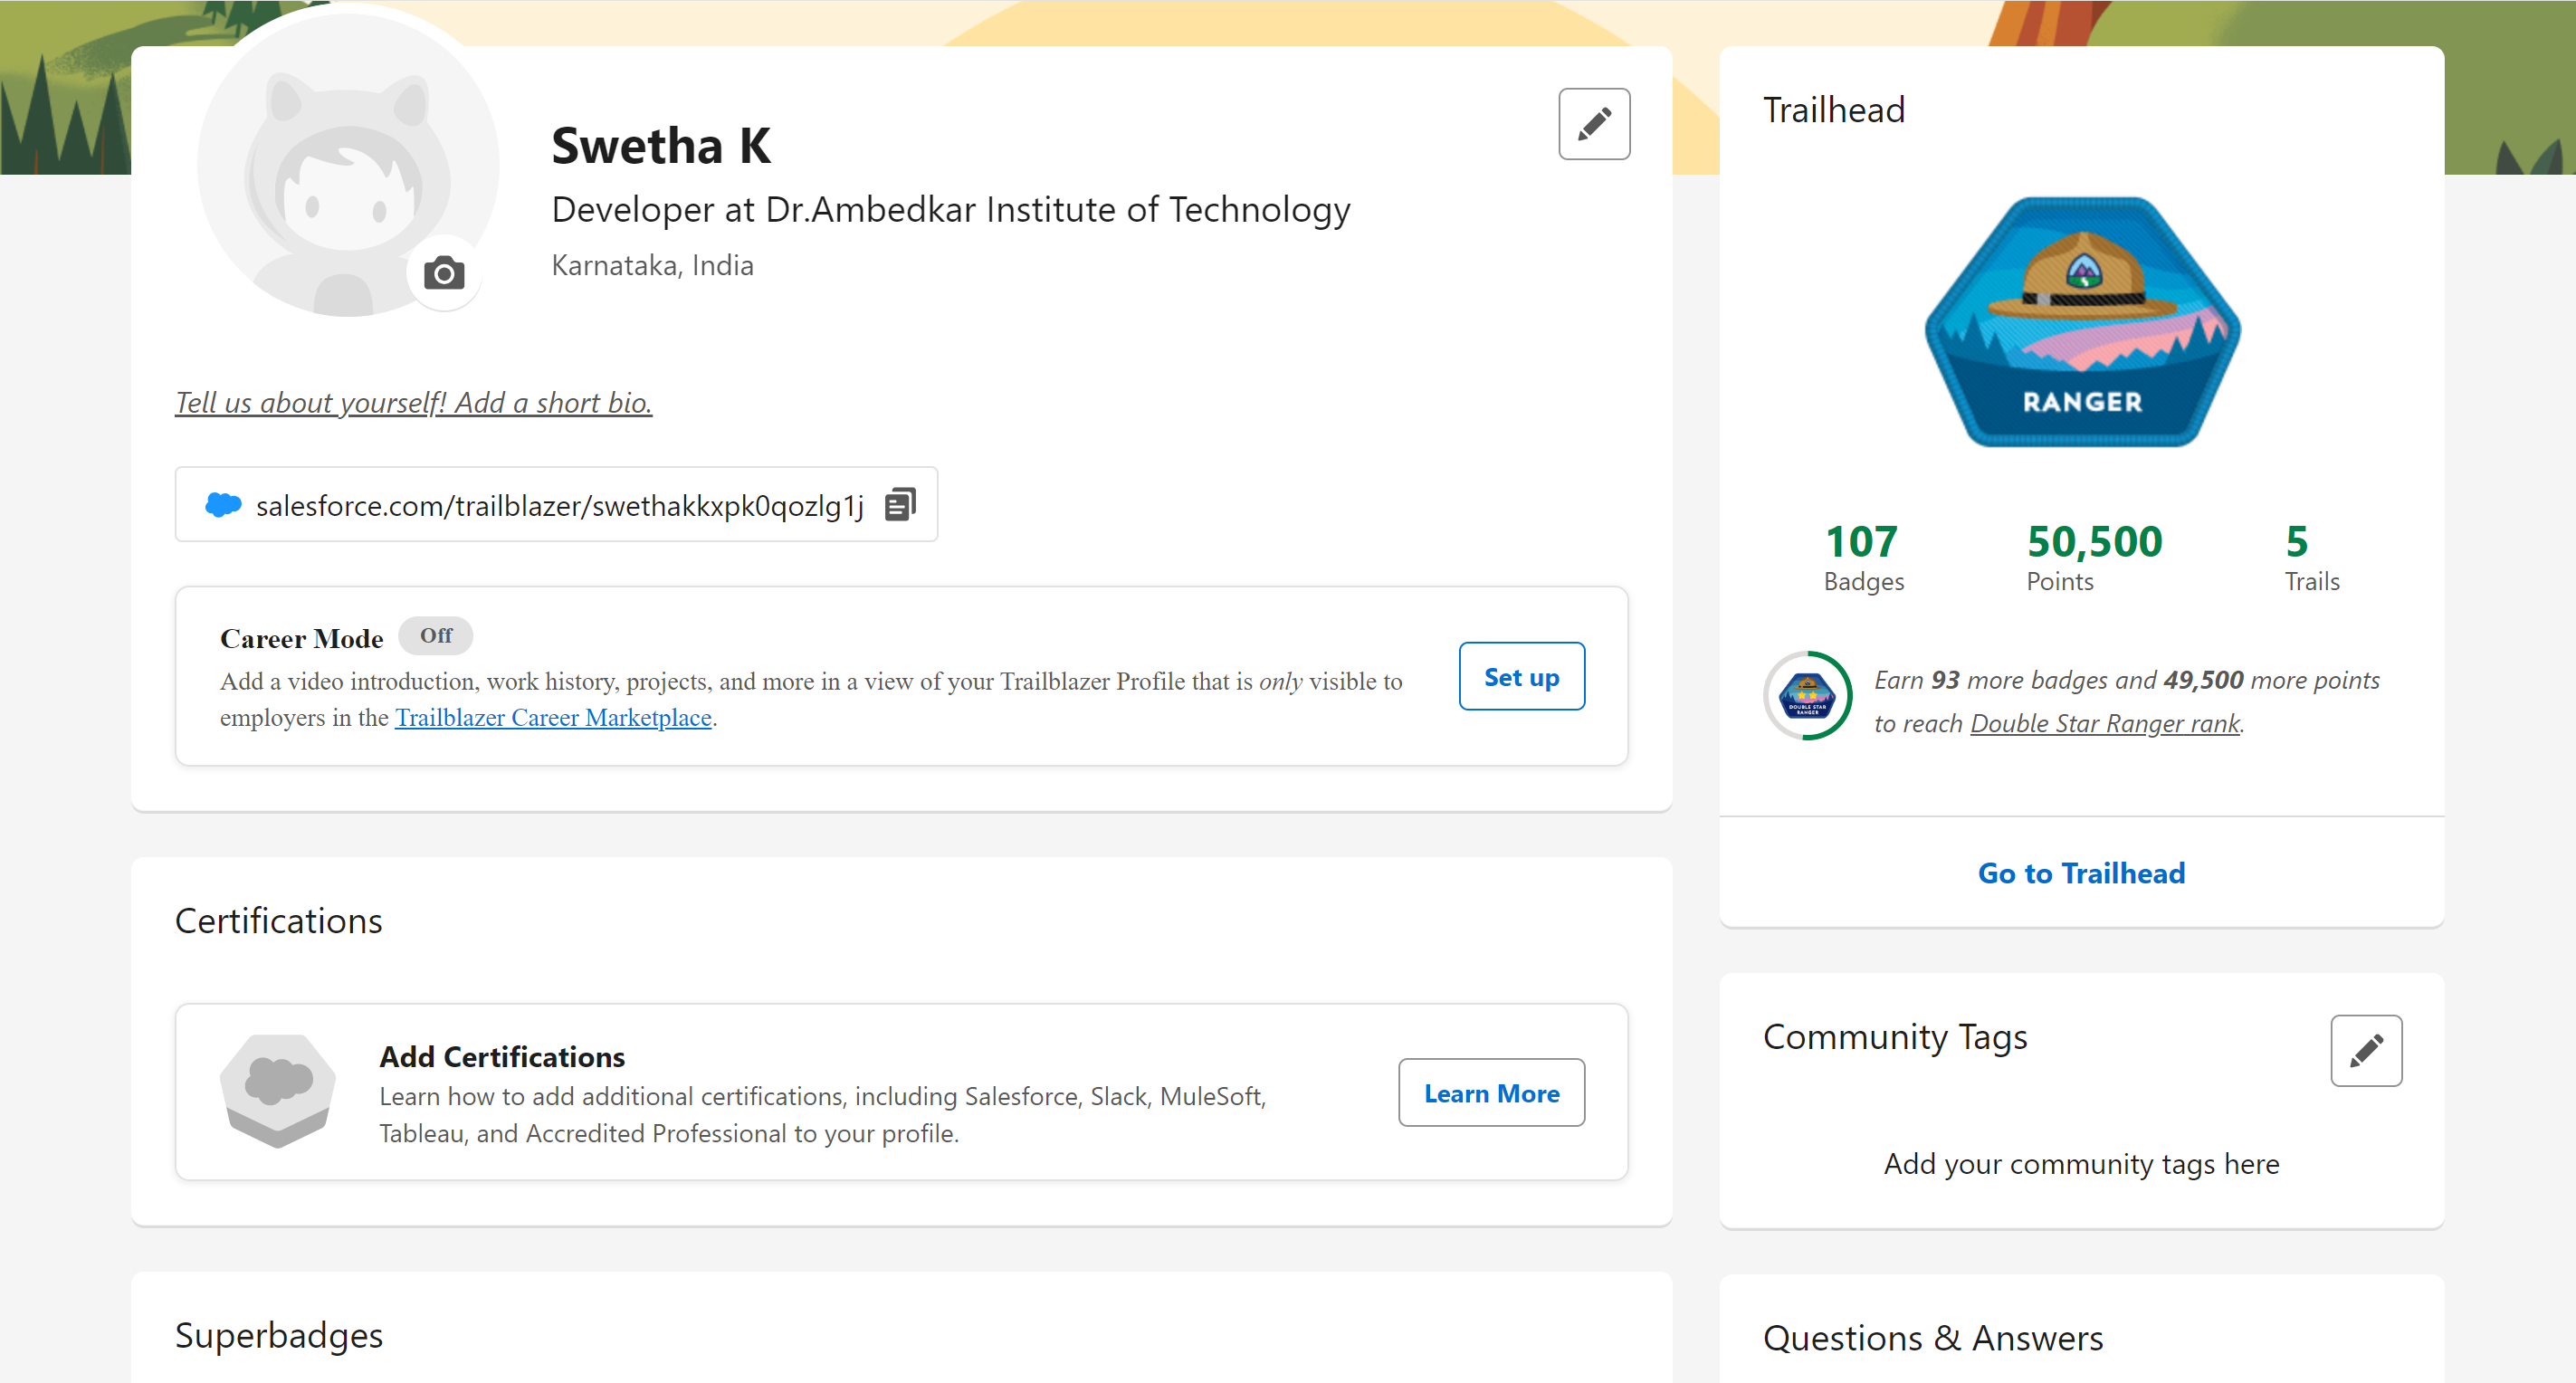 Swetha K
Developer at Dr.Ambedkar Institute of Technology
Karnataka, India
Tell us about yourself! Add a short bio.
salesforce.com/trailblazer/swethakkxpk0qozlg1j
Career Mode Off
Add a video introduction, work history, projects, and more in a view of your Trailblazer Profile that is only visible to
employers in the Trailblazer Career Marketplace.
Set up
Certifications
Add Certifications
Learn how to add additional certifications, including Salesforce, Slack, MuleSoft,
Tableau, and Accredited Professional to your profile.
Learn More
Superbadges
Trailhead
RANGER
107 50,500 5
Badges Points Trails
DOUBLE STAR
RANGER
Earn 93 more badges and 49,500 more points
to reach Double Star Ranger rank.
Go to Trailhead
Community Tags
Add your community tags here
Questions & Answers